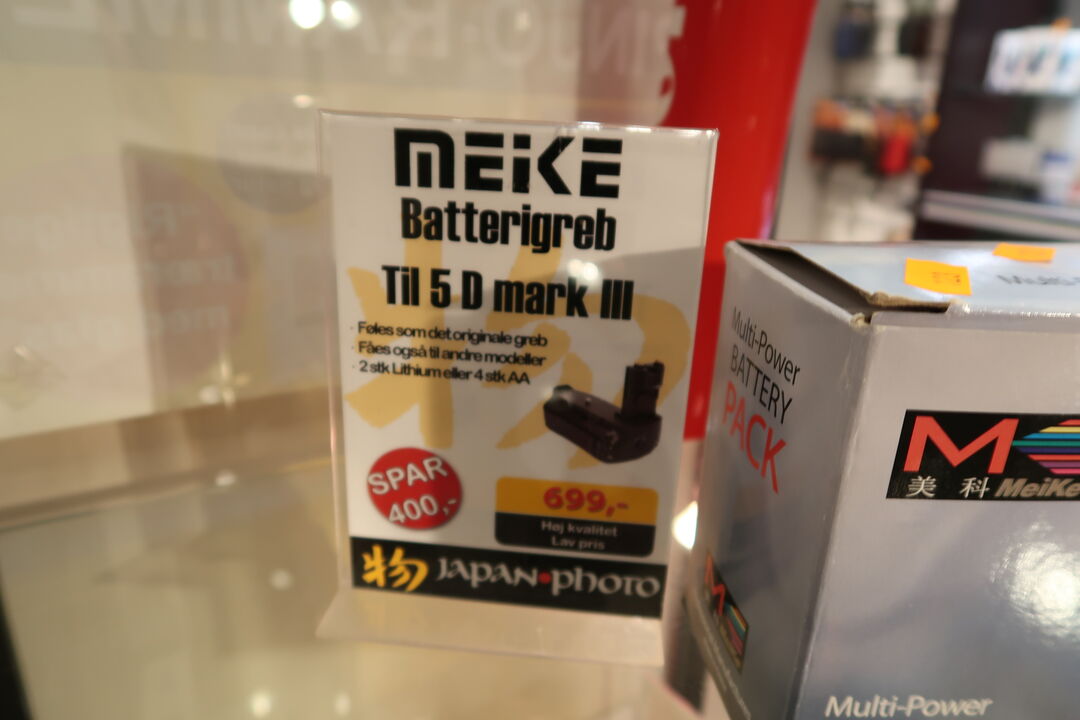 MEIKE
Batterigreb
Til 5 D mark III
· Føles som det originale greb
· Fåes også til andre modeller
· 2 stk Lithium eller 4 stk AA
SPAR
400,-
699,-
Høj kvalitet
Lav pris
物 JAPAN•PHOTO
Multi-Power
BATTERY
PACK
M
美科 MeiKe
Multi-Power